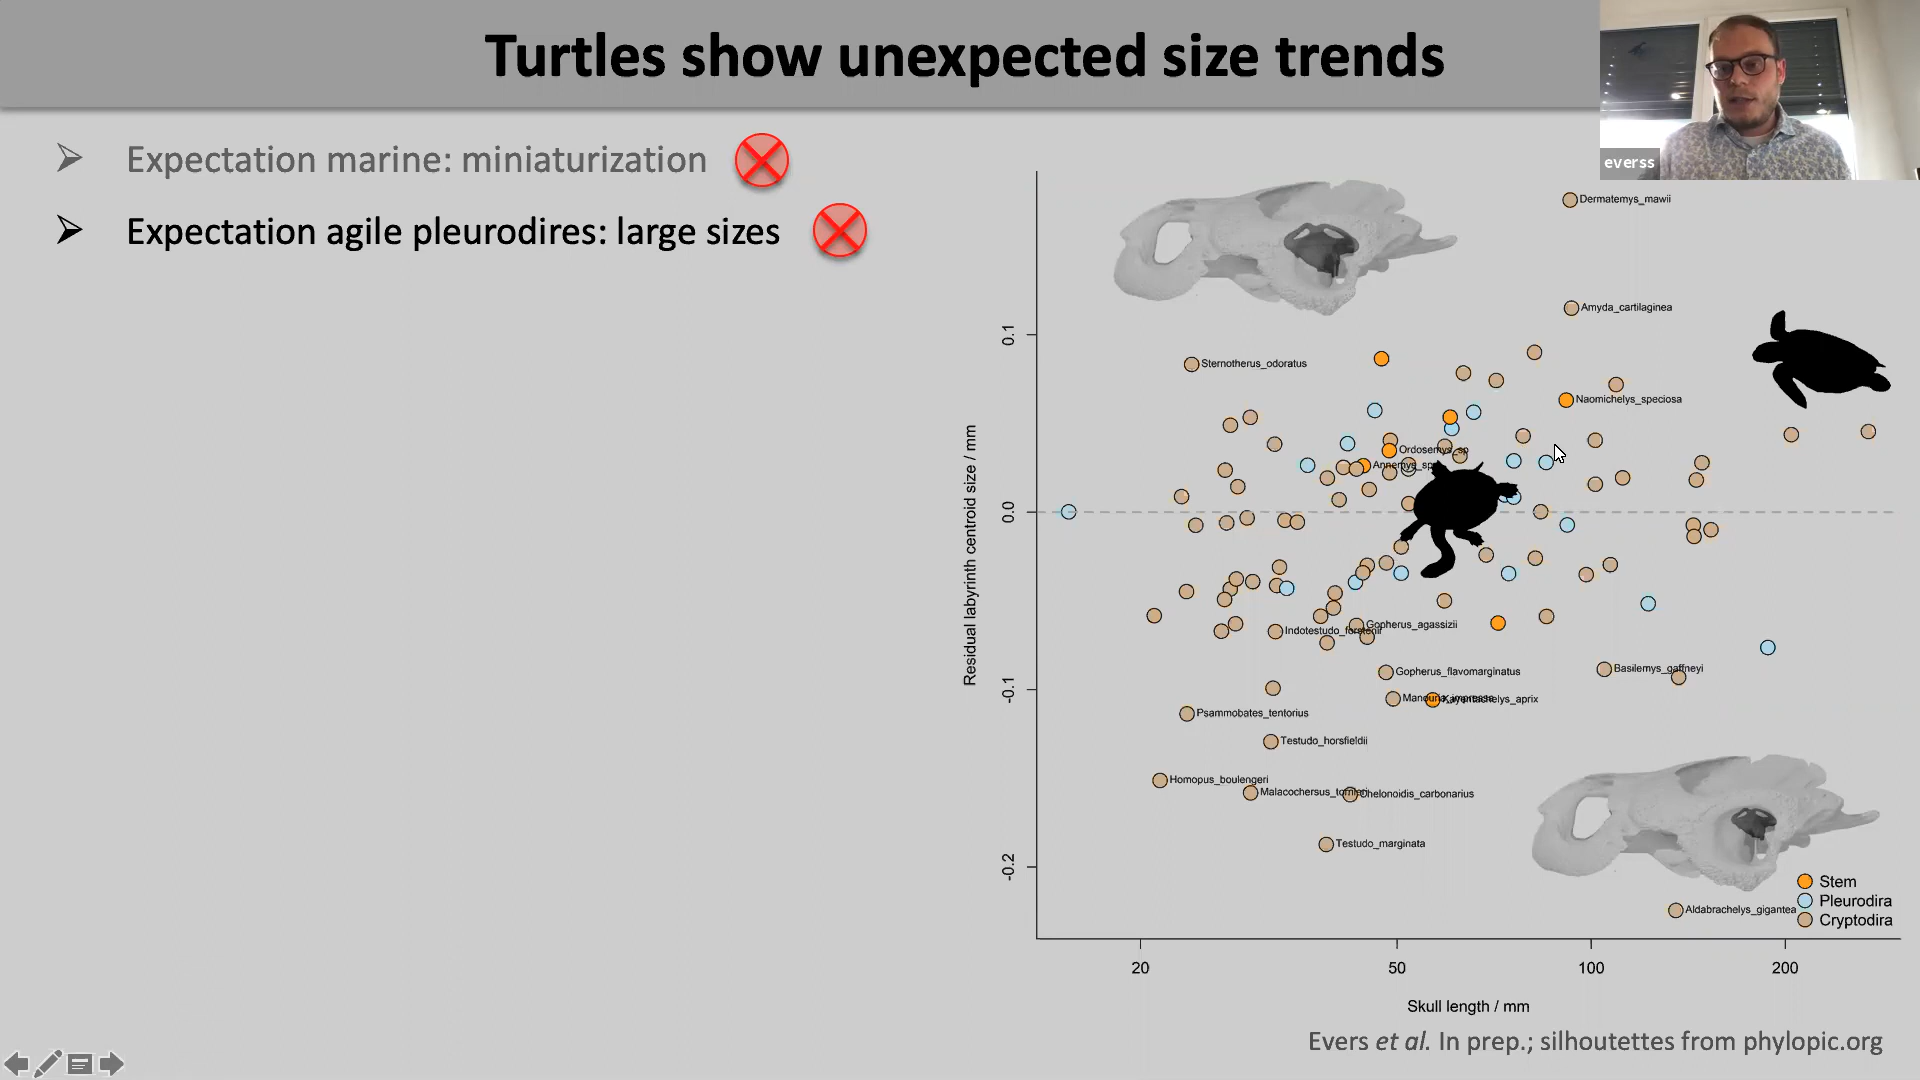 Turtles show unexpected size trends
everss
Expectation marine: miniaturization
Expectation agile pleurodires: large sizes
Dermatemys_mawii
Amyda_cartilaginea
Sternotherus_odoratus
Naomichelys_speciosa
Ordosemys_sp
Annemys_sp
Indotestudo_forstenii
Gopherus_agassizii
Gopherus_flavomarginatus
Basilemys_gaffneyi
Manouria_impressa
Kayentachelys_aprix
Psammobates_tentorius
Testudo_horsfieldii
Homopus_boulengeri
Malacochersus_tornieri
Chelonoidis_carbonarius
Testudo_marginata
Aldabrachelys_gigantea
Stem
Pleurodira
Cryptodira
Residual labyrinth centroid size / mm
0.1
0.0
-0.1
-0.2
20 50 100 200
Skull length / mm
Evers et al. In prep.; silhoutettes from phylopic.org